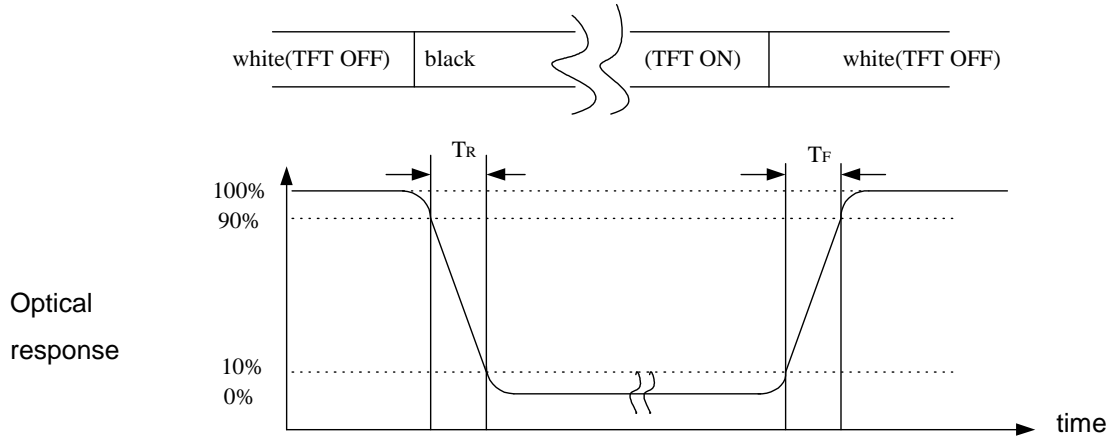 white(TFT OFF) black (TFT ON) white(TFT OFF)
TR TF
100%
90%
Optical
response
10%
0%
time